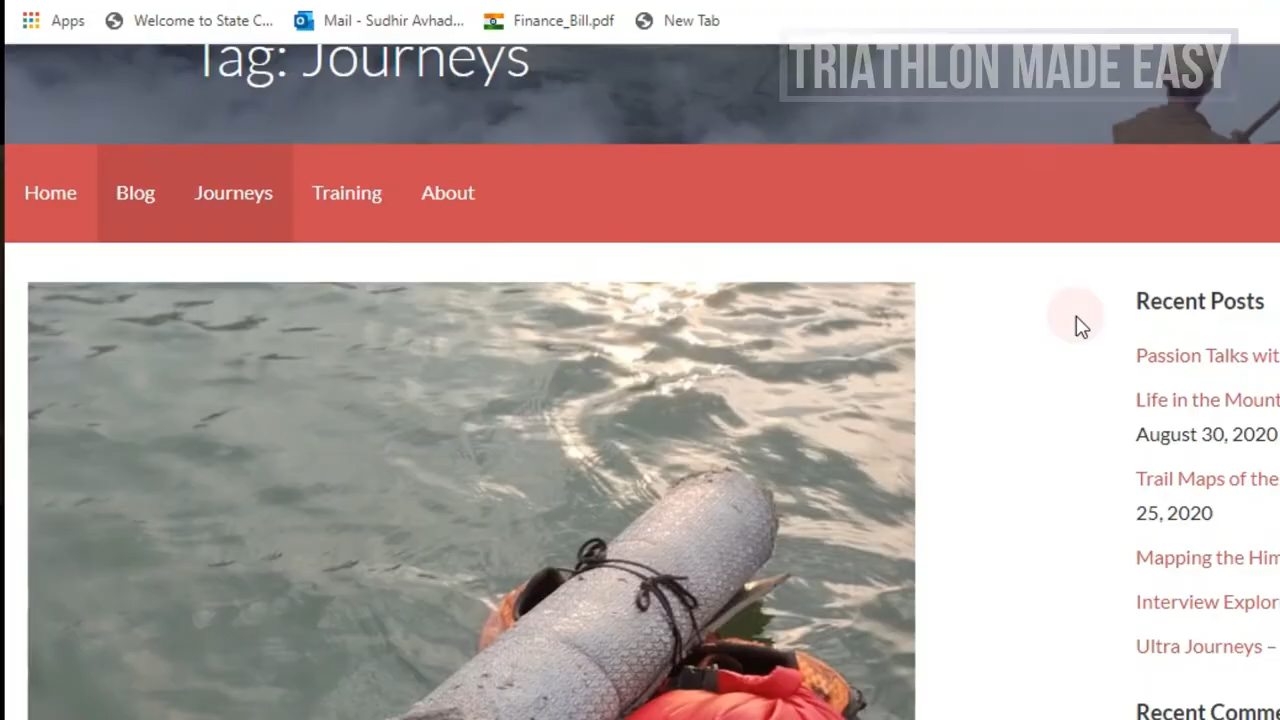 Apps Welcome to State C... Mail - Sudhir Avhad... Finance_Bill.pdf New Tab
Tag: Journeys
TRIATHLON MADE EASY
Home Blog Journeys Training About
Recent Posts
Passion Talks wit
Life in the Mount
August 30, 2020
Trail Maps of the
25, 2020
Mapping the Him
Interview Explor
Ultra Journeys –
Recent Comme